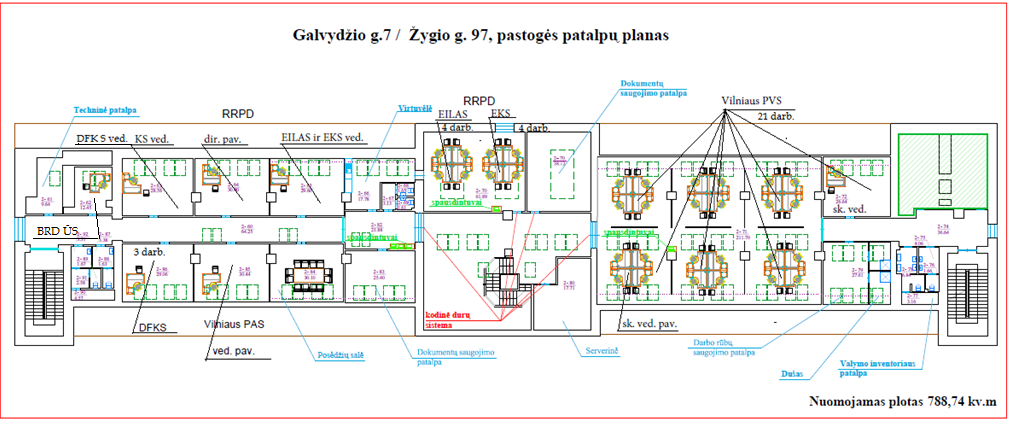 Galvydžio g.7 / Žygio g. 97, pastogės patalpų planas
Techninė patalpa
RRPD
Virtuvėlė
RRPD
Dokumentų
saugojimo patalpa
Vilniaus PVS
21 darb.
DFK S ved.
KS ved.
dir. pav.
EILAS ir EKS ved.
EILAS
4 darb.
EKS
4 darb.
spausdintuvai
sk. ved.
BRD ŪS
3 darb.
spausdintuvai
spausdintuvai
kodinė durų
sistema
DFKS
Vilniaus PAS
ved. pav.
Posėdžių salė
Dokumentų saugojimo
patalpa
Serverinė
sk. ved. pav.
Darbo rūbų
saugojimo patalpa
Dušas
Valymo inventoriaus
patalpa
Nuomojamas plotas 788,74 kv.m